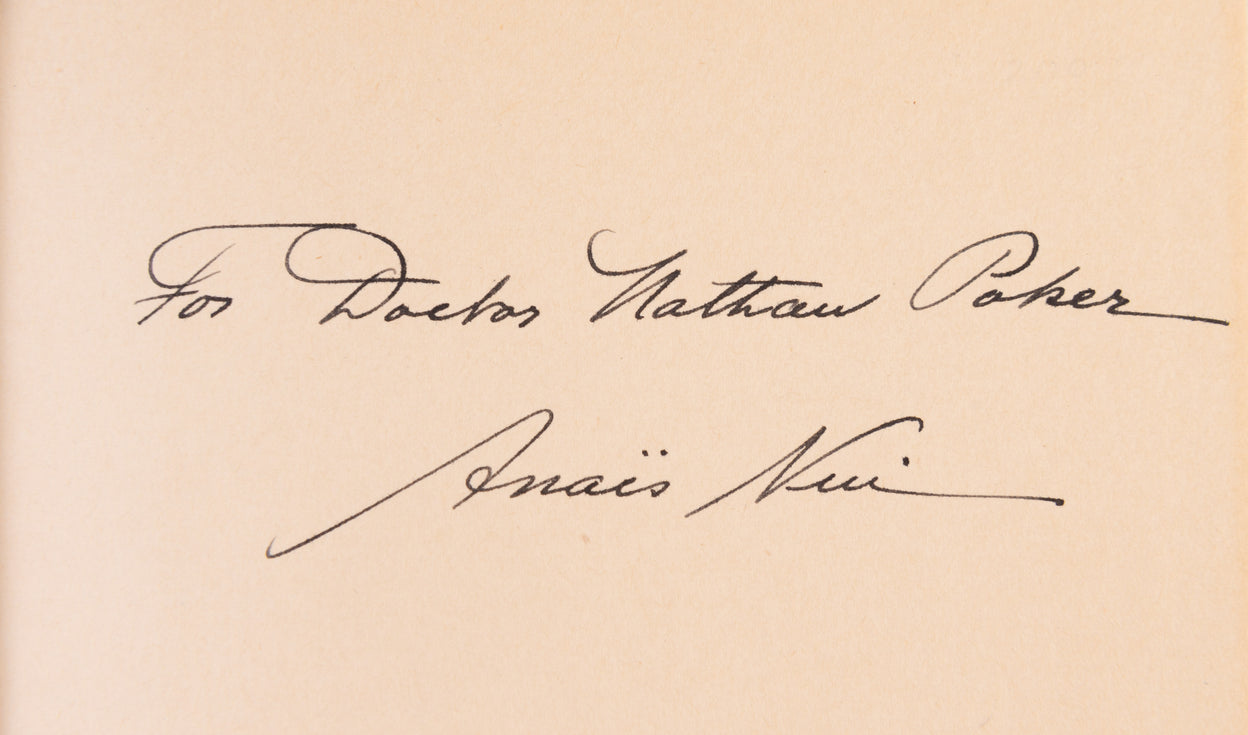 For Doctor Nathan Poker
Anaïs Nin